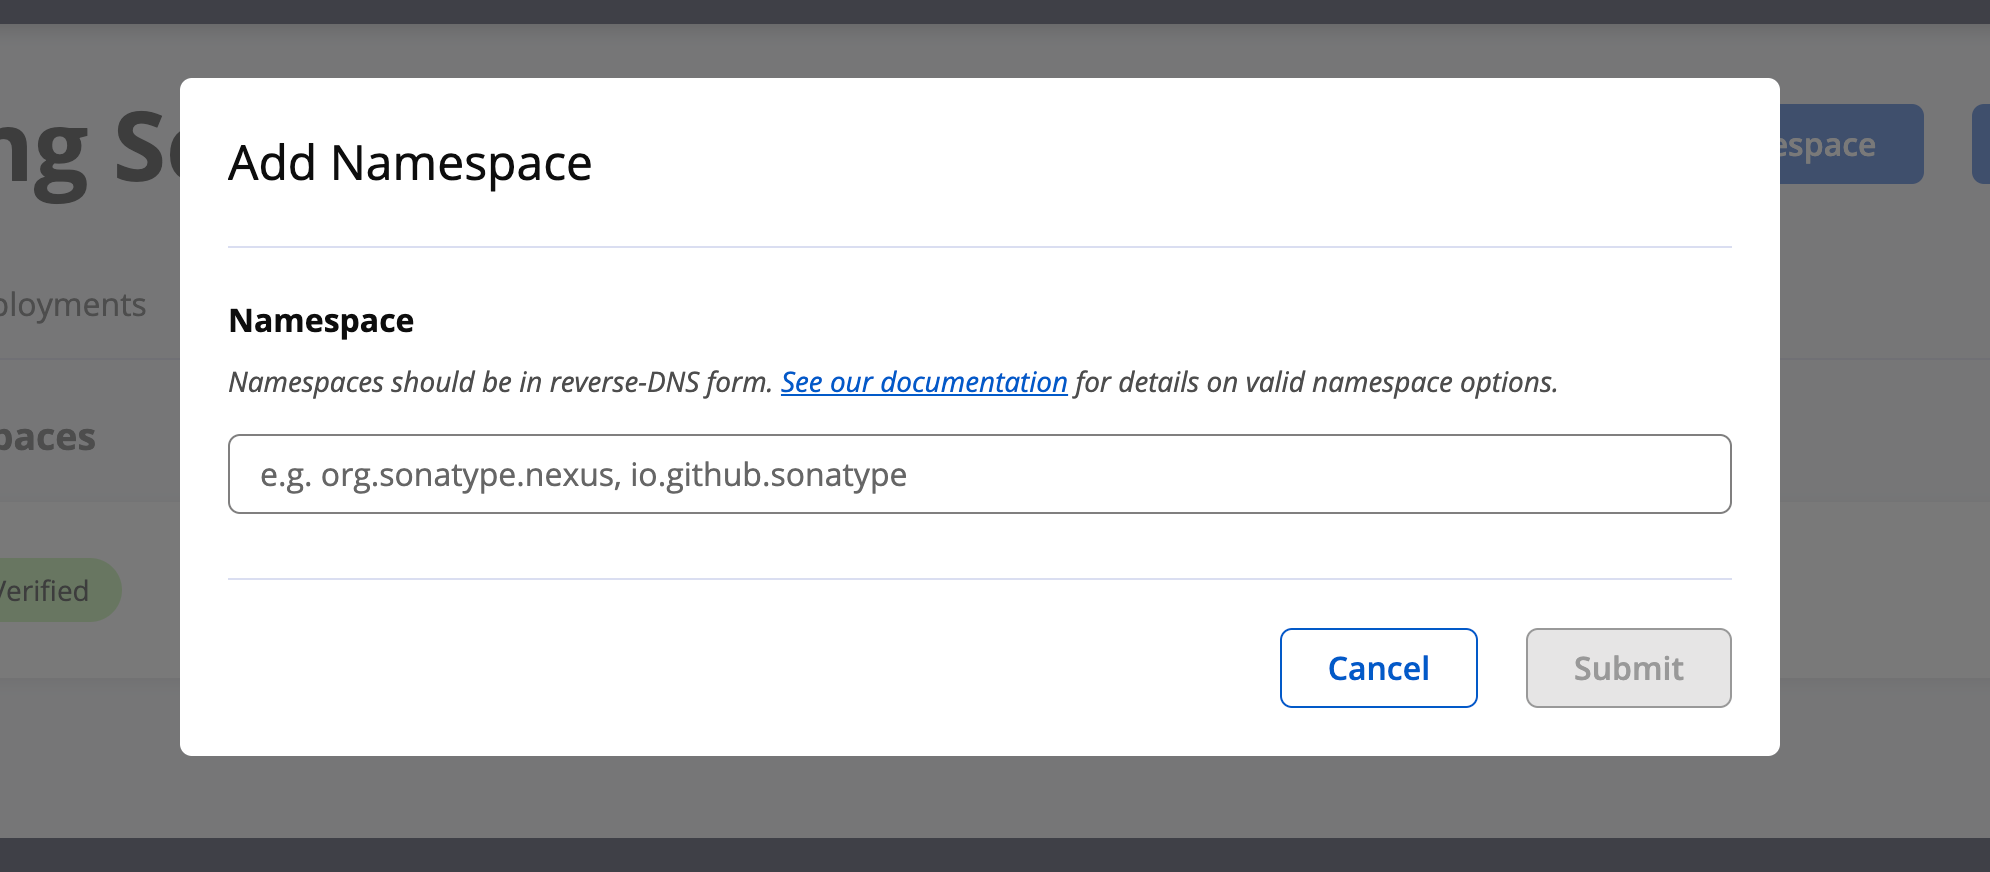 Add Namespace
espace
Namespace
ployments
Namespaces should be in reverse-DNS form. See our documentation for details on valid namespace options.
paces
e.g. org.sonatype.nexus, io.github.sonatype
Verified
Cancel
Submit